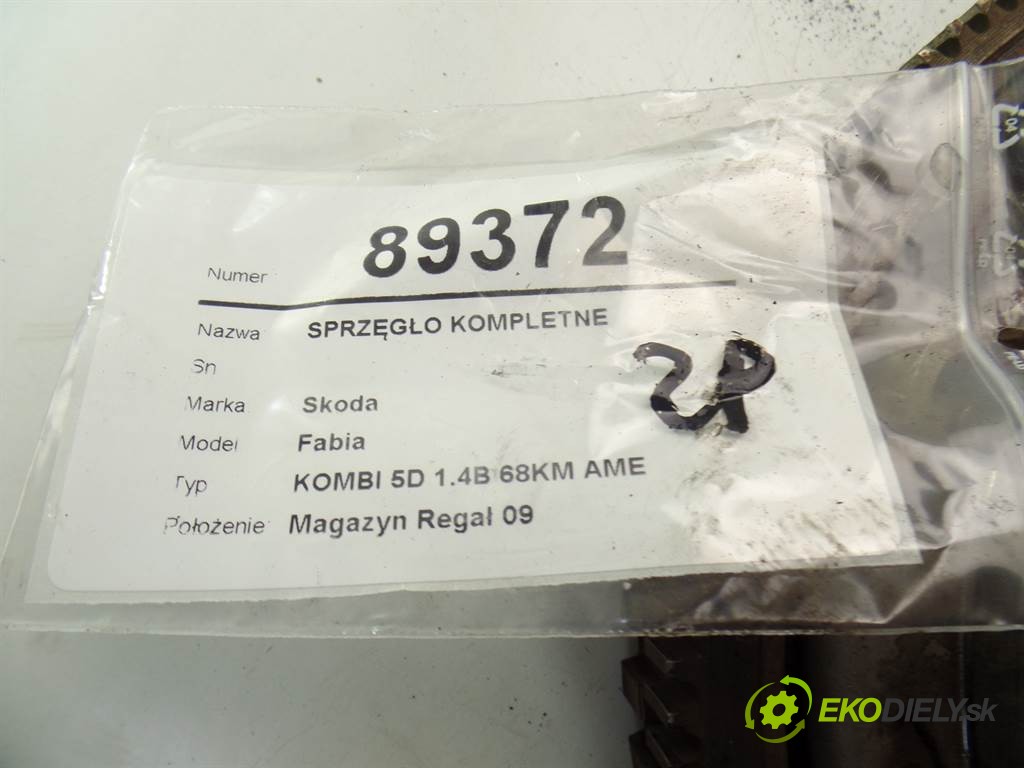 Numer 89372
Nazwa SPRZĘGŁO KOMPLETNE
Sn
Marka Skoda
Model Fabia
Typ KOMBI 5D 1.4B 68KM AME
Położenie Magazyn Regał 09
04
EKODIELY.sk